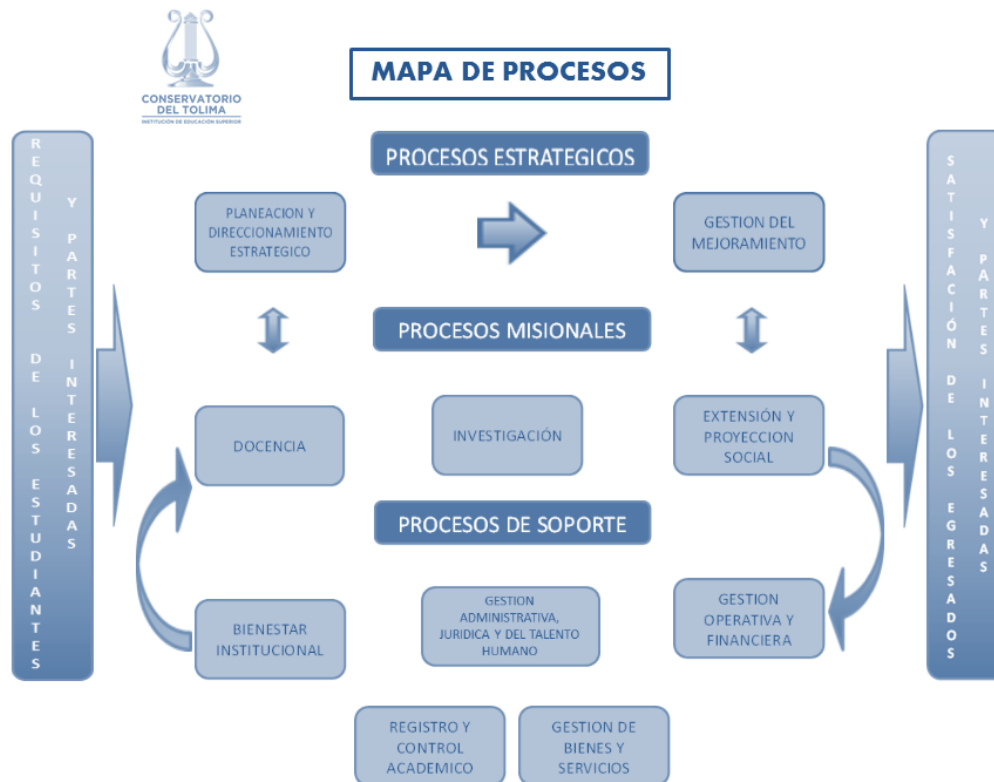 CONSERVATORIO
DEL TOLIMA
INSTITUCIÓN DE EDUCACIÓN SUPERIOR
MAPA DE PROCESOS
REQUISITOS DE LOS ESTUDIANTES
Y PARTES INTERESADAS
PROCESOS ESTRATEGICOS
PLANEACION Y
DIRECCIONAMIENTO
ESTRATEGICO
GESTION DEL
MEJORAMIENTO
PROCESOS MISIONALES
DOCENCIA
INVESTIGACIÓN
EXTENSIÓN Y
PROYECCION
SOCIAL
PROCESOS DE SOPORTE
BIENESTAR
INSTITUCIONAL
GESTION
ADMINISTRATIVA,
JURIDICA Y DEL TALENTO
HUMANO
GESTION
OPERATIVA Y
FINANCIERA
REGISTRO Y
CONTROL
ACADEMICO
GESTION DE
BIENES Y
SERVICIOS
SATISFACIÓN DE LOS EGRESADOS
Y PARTES INTERESADAS